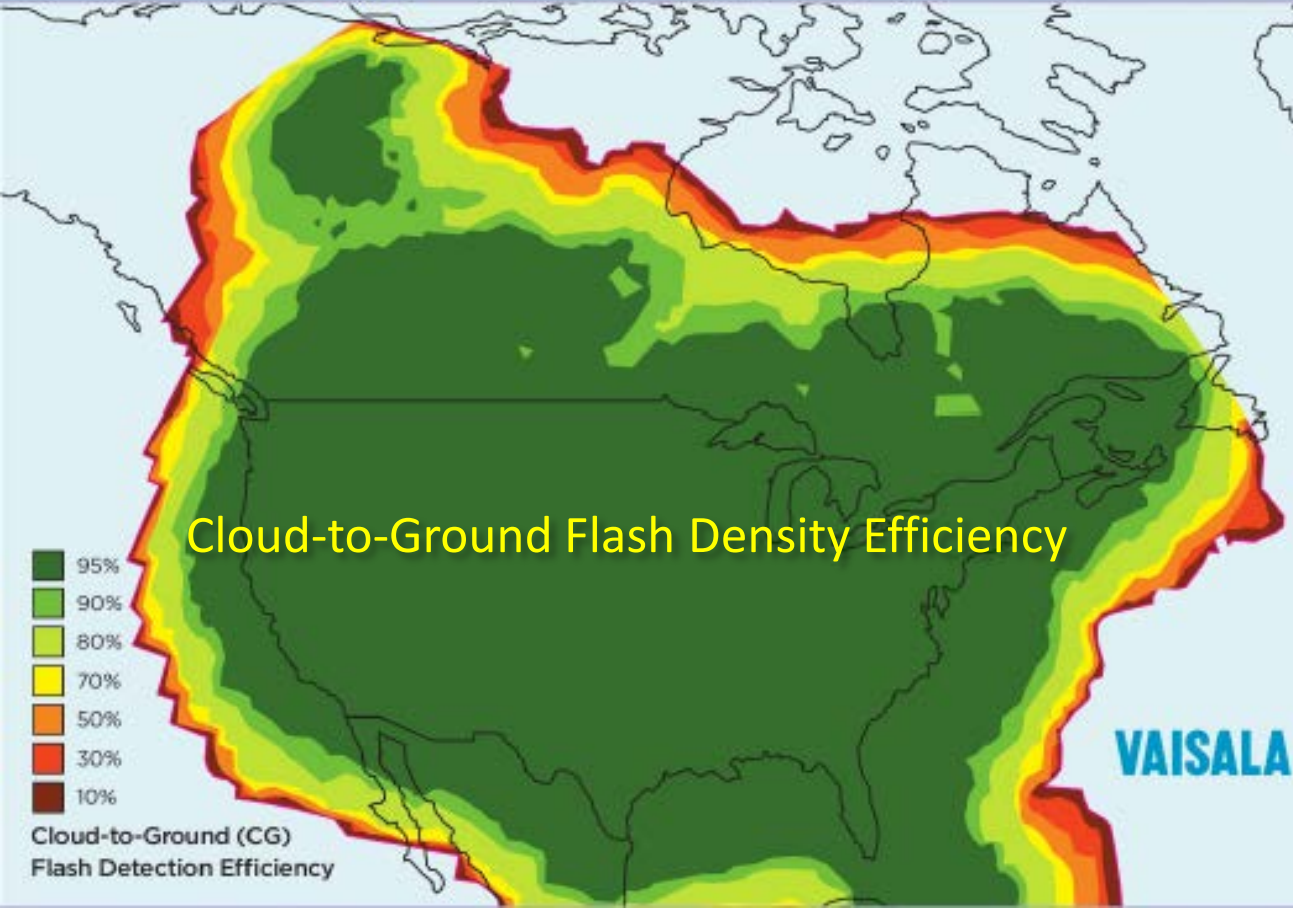 Cloud-to-Ground Flash Density Efficiency
95%
90%
80%
70%
50%
30%
10%
VAISALA
Cloud-to-Ground (CG)
Flash Detection Efficiency